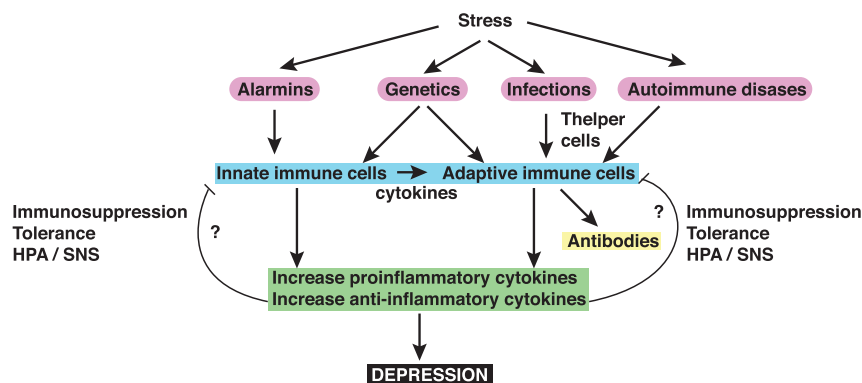 Stress
Alarmins
Genetics
Infections
Autoimmune disases
Thelper
cells
Innate immune cells
Adaptive immune cells
cytokines
Immunosuppression
Tolerance
HPA / SNS
?
?
Immunosuppression
Tolerance
HPA / SNS
Antibodies
Increase proinflammatory cytokines
Increase anti-inflammatory cytokines
DEPRESSION